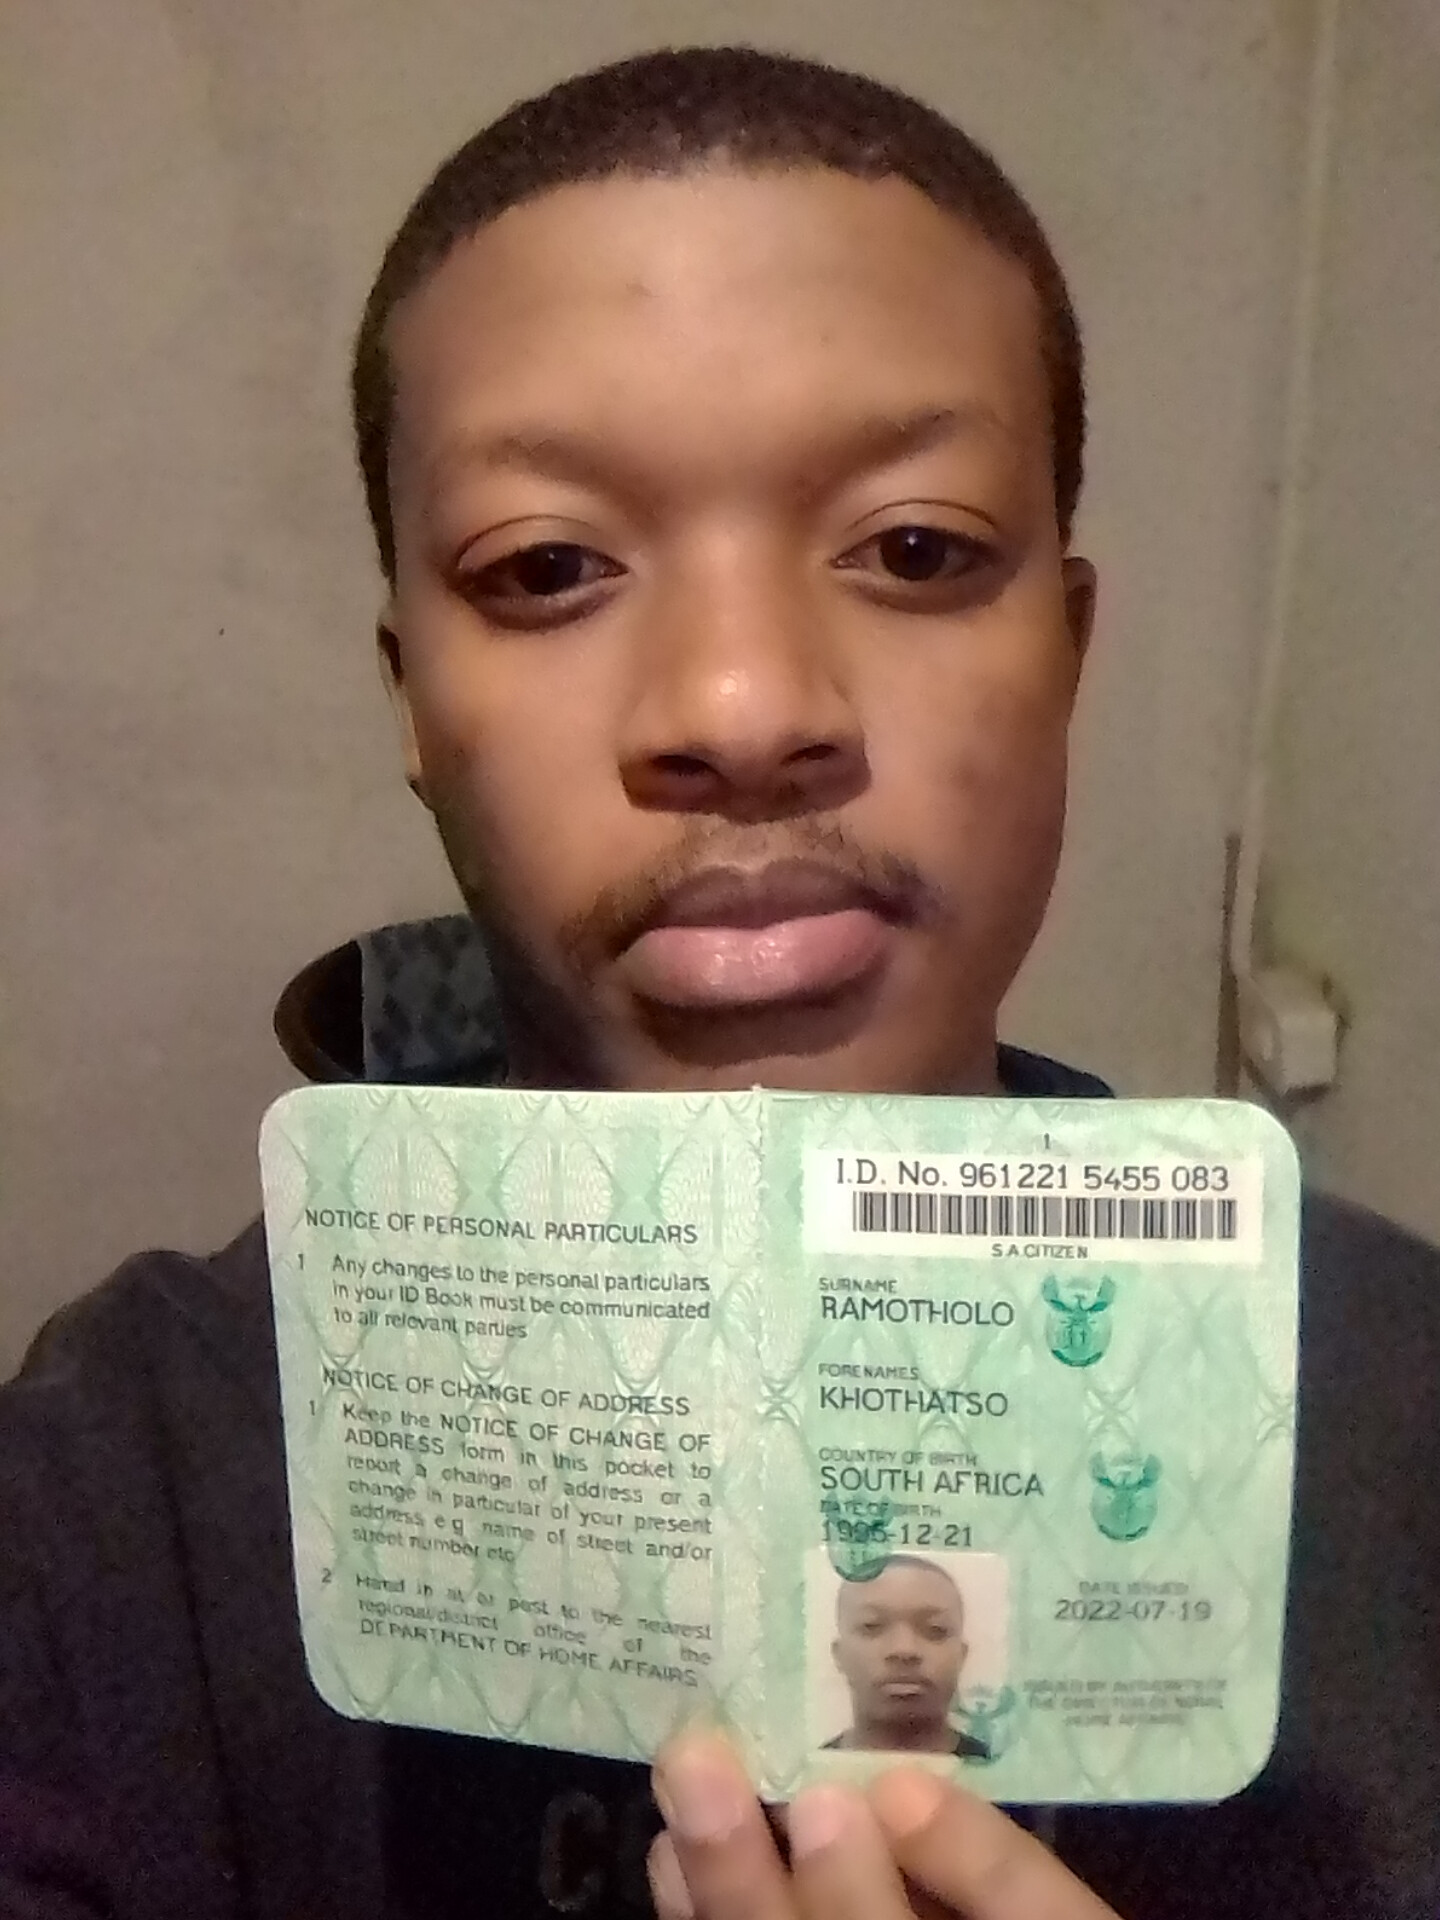 NOTICE OF PERSONAL PARTICULARS
1 Any changes to the personal particulars
in your ID Book must be communicated
to all relevant parties
NOTICE OF CHANGE OF ADDRESS
1 Keep the NOTICE OF CHANGE OF
ADDRESS form in this pocket to
report a change of address or a
change in particular of your present
address e g name of street and/or
street number etc
2 Hand in at or post to the nearest
regional/district office of the
DEPARTMENT OF HOME AFFAIRS
1
I.D. No. 961221 5455 083
S.A.CITIZEN
SURNAME
RAMOTHOLO
FORENAMES
KHOTHATSO
COUNTRY OF BIRTH
SOUTH AFRICA
DATE OF BIRTH
1996-12-21
DATE ISSUED
2022-07-19
ISSUED BY AUTHORITY OF
THE DIRECTOR-GENERAL
HOME AFFAIRS